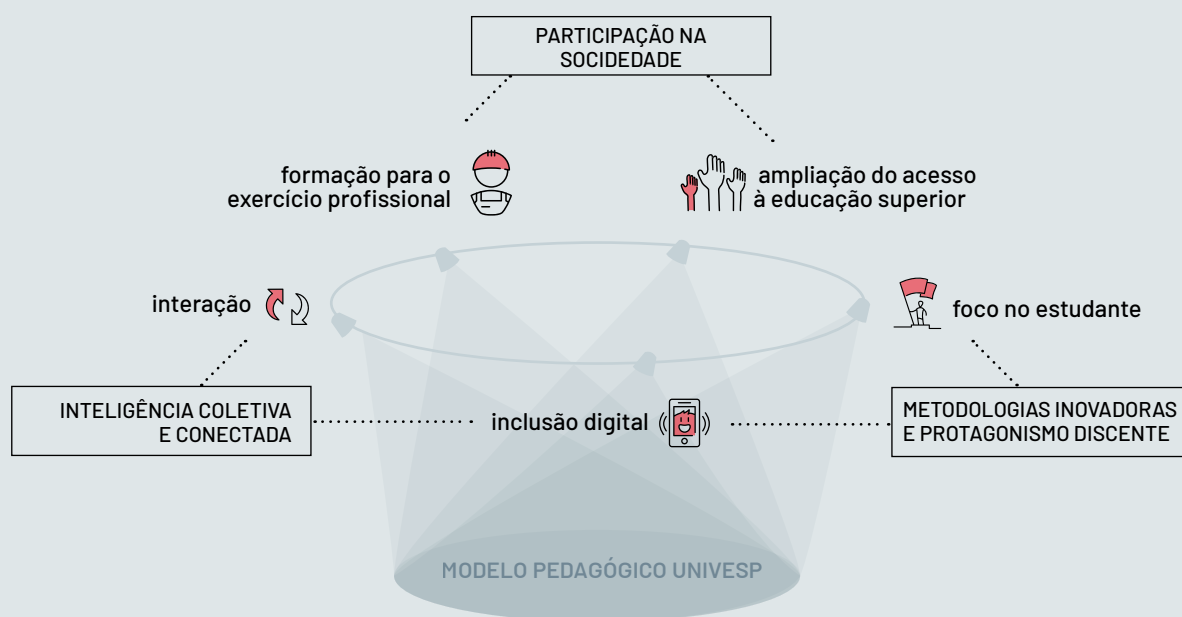 PARTICIPAÇÃO NA
SOCIDEDADE
formação para o
exercício profissional
ampliação do acesso
à educação superior
interação
foco no estudante
INTELIGÊNCIA COLETIVA
E CONECTADA
inclusão digital
METODOLOGIAS INOVADORAS
E PROTAGONISMO DISCENTE
MODELO PEDAGÓGICO UNIVESP